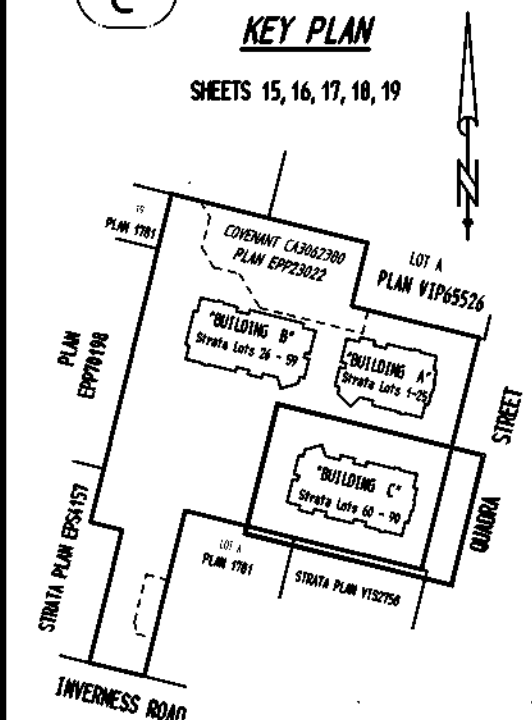 C
KEY PLAN
SHEETS 15, 16, 17, 18, 19
N
PLAN 1781
COVENANT CA3062380
PLAN EPP23022
LOT A
PLAN VIP65526
"BUILDING B"
Strata Lots 26 - 59
"BUILDING A"
Strata Lots 1-25
PLAN
EPP70198
STREET
QUADRA
"BUILDING C"
Strata Lots 60 - 90
STRATA PLAN EPS4157
LOT A
PLAN 1781
STRATA PLAN VIS2758
INVERNESS ROAD